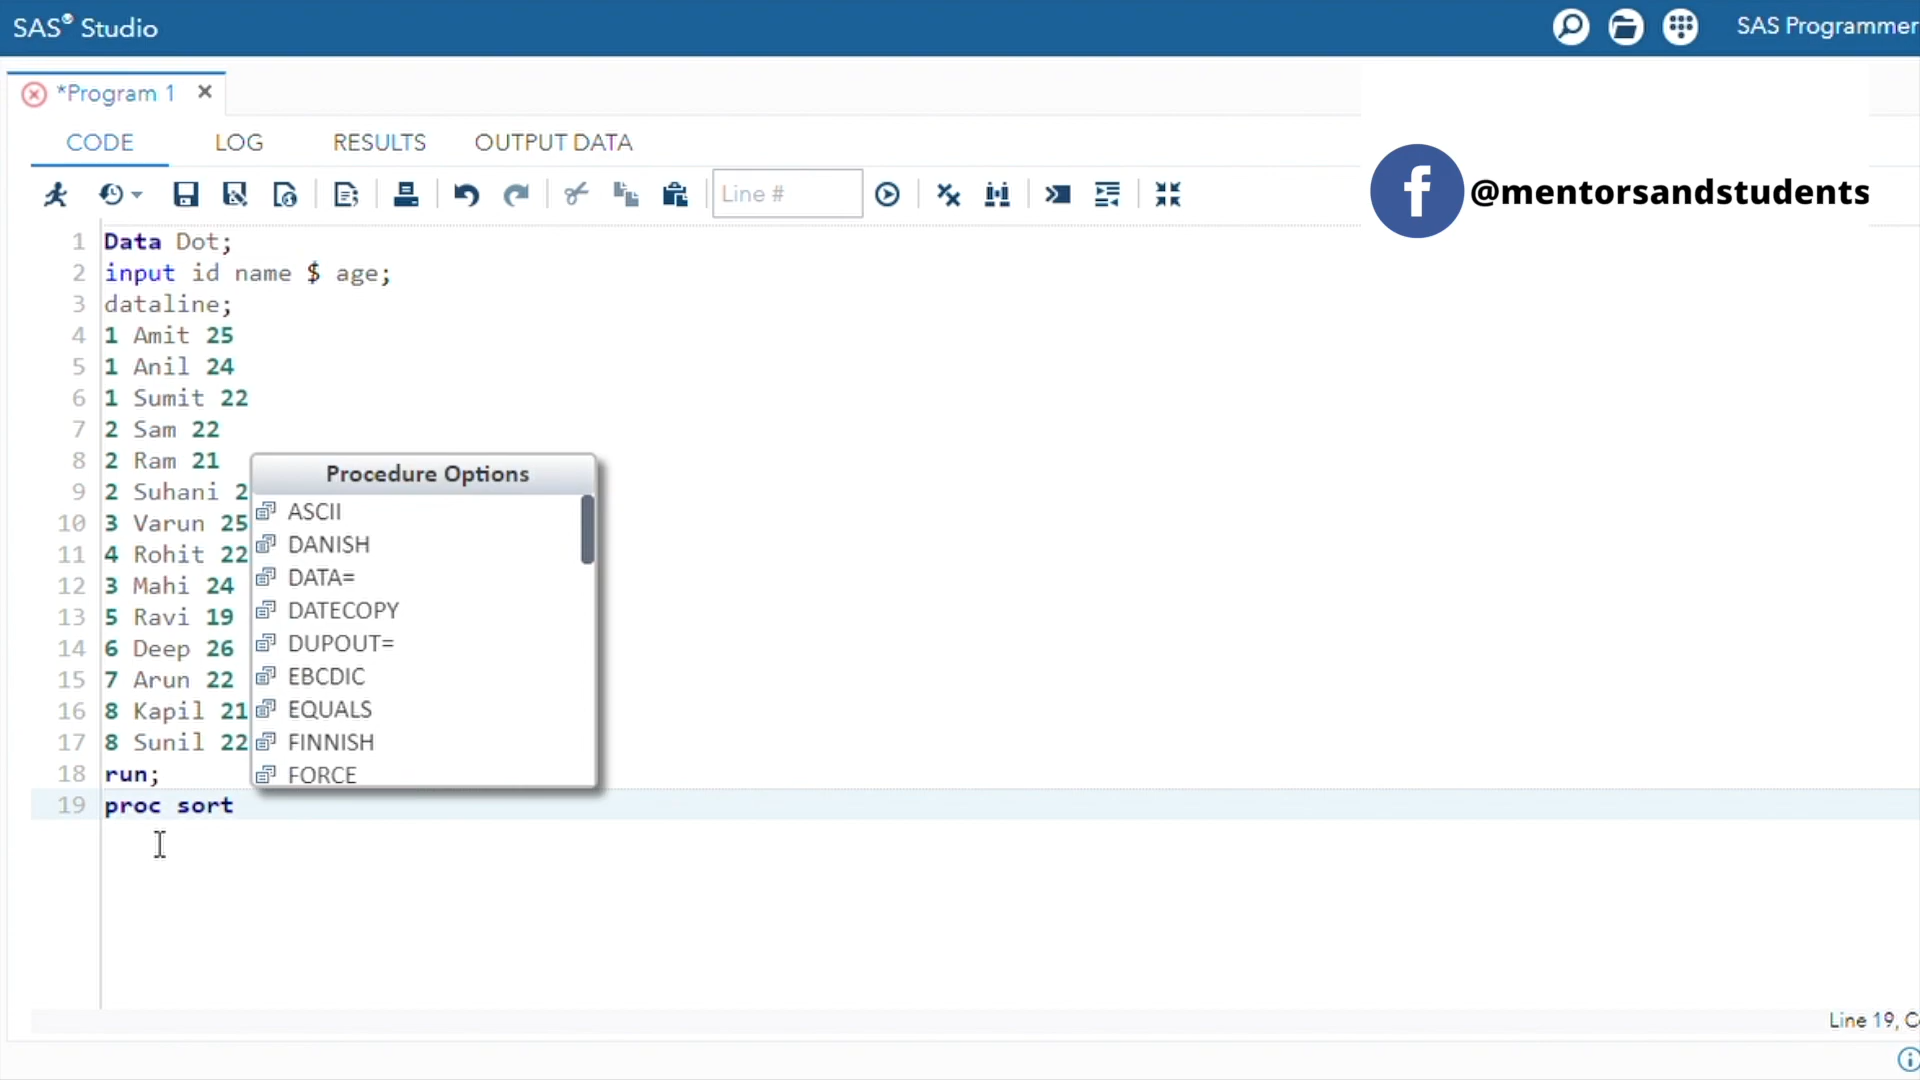 SAS® Studio
SAS Programmer
*Program 1
CODE LOG RESULTS OUTPUT DATA
Line #
f @mentorsandstudents
1 Data Dot;
2 input id name $ age;
3 dataline;
4 1 Amit 25
5 1 Anil 24
6 1 Sumit 22
7 2 Sam 22
8 2 Ram 21
9 2 Suhani 2
10 3 Varun 25
11 4 Rohit 22
12 3 Mahi 24
13 5 Ravi 19
14 6 Deep 26
15 7 Arun 22
16 8 Kapil 21
17 8 Sunil 22
18 run;
19 proc sort
Procedure Options
ASCII
DANISH
DATA=
DATECOPY
DUPOUT=
EBCDIC
EQUALS
FINNISH
FORCE
Line 19, C